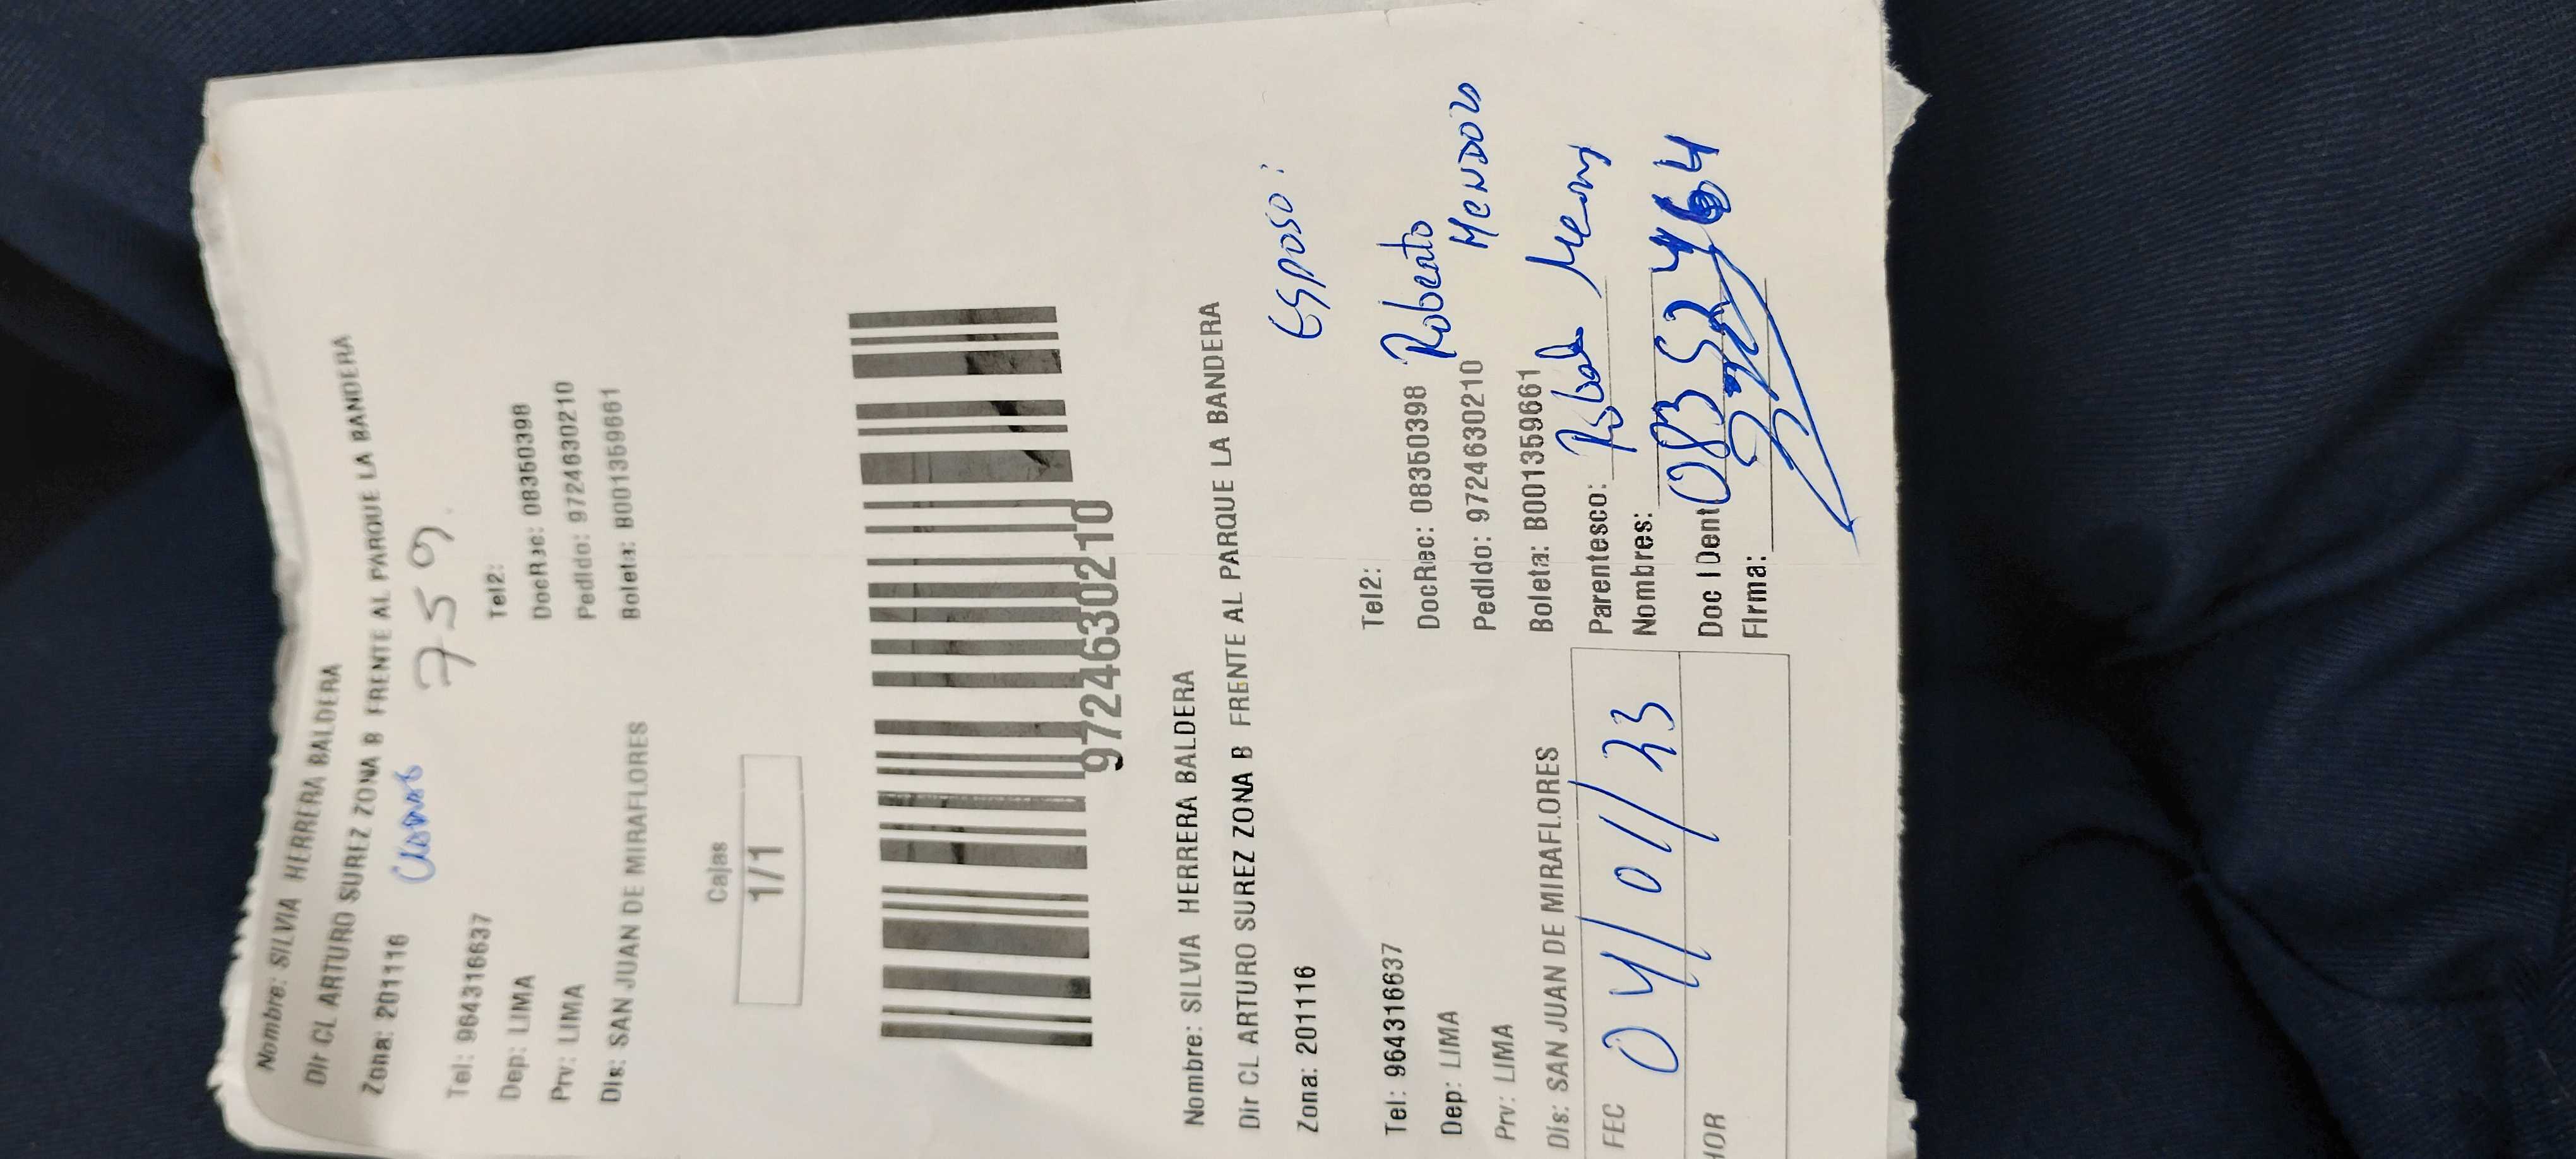 Nombre: SILVIA HERRERA BALDERA
Dir CL ARTURO SUREZ ZONA B FRENTE AL PARQUE LA BANDERA
Zona: 201116
759
Tel: 964316637 Tel2:
Dep: LIMA DocRec: 08350398
Prv: LIMA Pedido: 9724630210
Dis: SAN JUAN DE MIRAFLORES Boleta: B001359661
Cajas
1/1
9724630210
Nombre: SILVIA HERRERA BALDERA
Dir CL ARTURO SUREZ ZONA B FRENTE AL PARQUE LA BANDERA
Zona: 201116 Esposo:
Tel: 964316637 Tel2:
Dep: LIMA DocRec: 08350398 Roberto
Prv: LIMA Pedido: 9724630210 Mendoza
Dis: SAN JUAN DE MIRAFLORES Boleta: B001359661
FEC 04/01/23 Parentesco:
Nombres:
HOR Doc IDent
Firma: